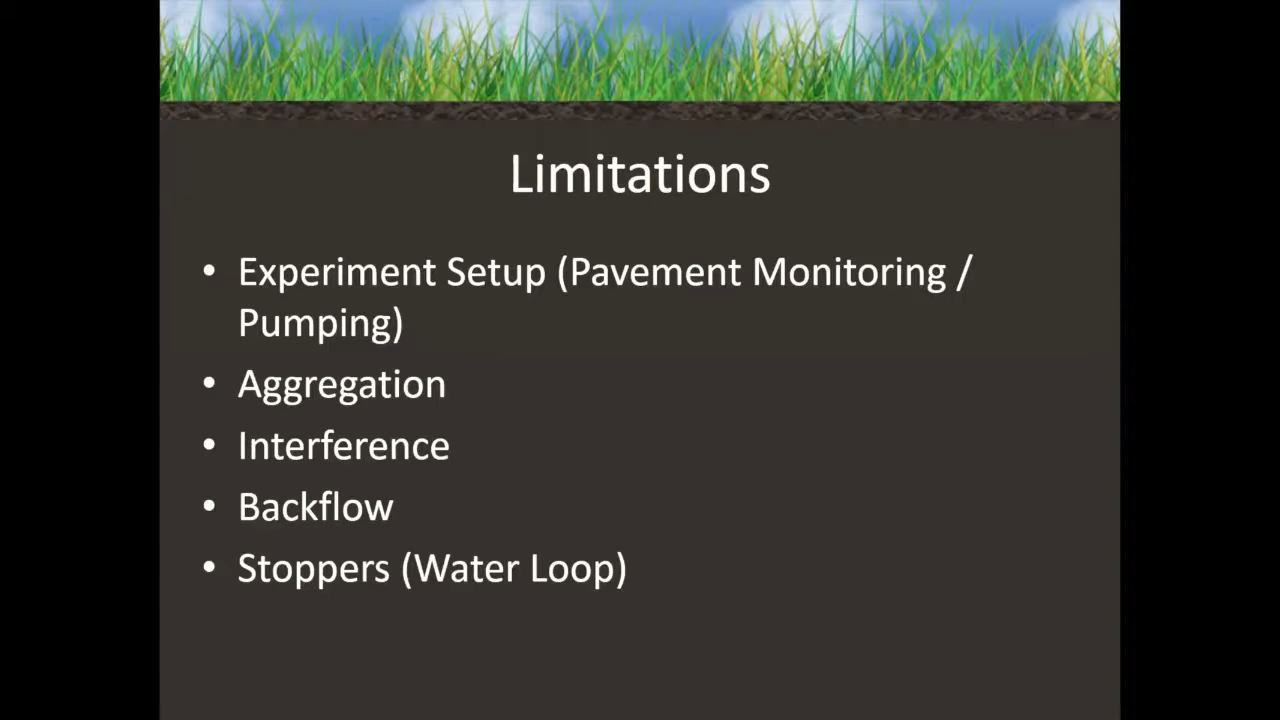 Limitations
• Experiment Setup (Pavement Monitoring /
Pumping)
• Aggregation
• Interference
• Backflow
• Stoppers (Water Loop)